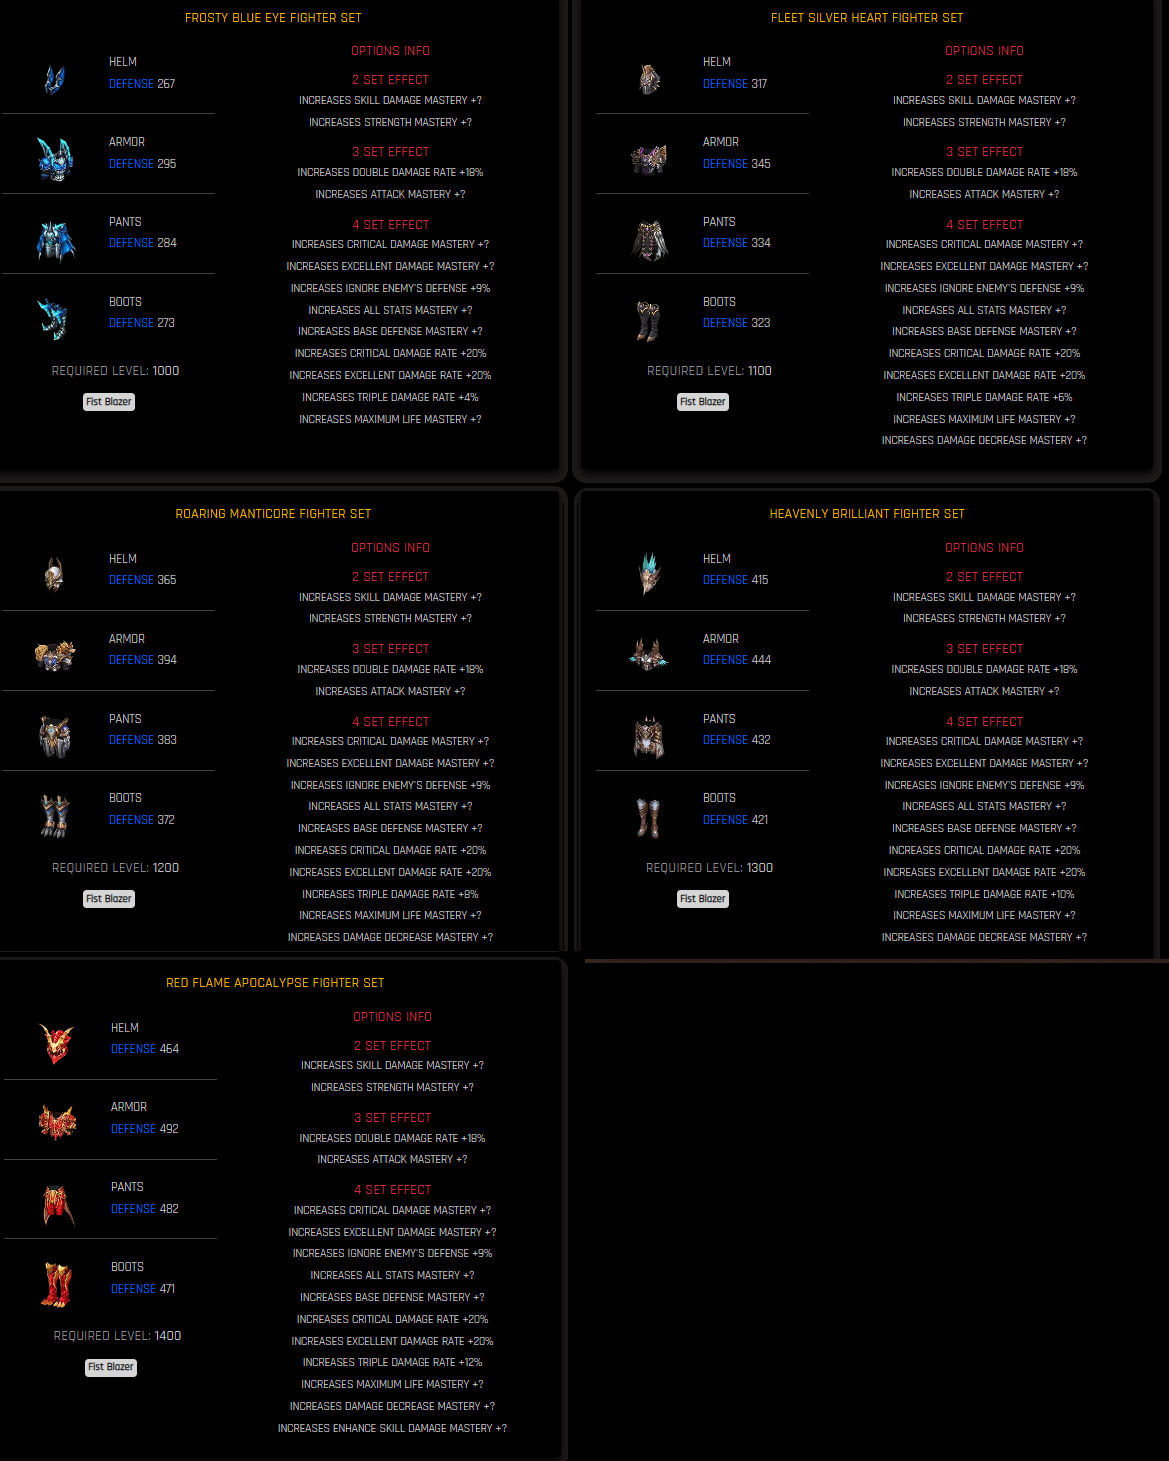 FROSTY BLUE EYE FIGHTER SET
HELM
DEFENSE 267
ARMOR
DEFENSE 295
PANTS
DEFENSE 284
BOOTS
DEFENSE 273
REQUIRED LEVEL: 1000
Fist Blazer
OPTIONS INFO
2 SET EFFECT
INCREASES SKILL DAMAGE MASTERY +?
INCREASES STRENGTH MASTERY +?
3 SET EFFECT
INCREASES DOUBLE DAMAGE RATE +18%
INCREASES ATTACK MASTERY +?
4 SET EFFECT
INCREASES CRITICAL DAMAGE MASTERY +?
INCREASES EXCELLENT DAMAGE MASTERY +?
INCREASES IGNORE ENEMY'S DEFENSE +9%
INCREASES ALL STATS MASTERY +?
INCREASES BASE DEFENSE MASTERY +?
INCREASES CRITICAL DAMAGE RATE +20%
INCREASES EXCELLENT DAMAGE RATE +20%
INCREASES TRIPLE DAMAGE RATE +4%
INCREASES MAXIMUM LIFE MASTERY +?
FLEET SILVER HEART FIGHTER SET
HELM
DEFENSE 317
ARMOR
DEFENSE 345
PANTS
DEFENSE 334
BOOTS
DEFENSE 323
REQUIRED LEVEL: 1100
Fist Blazer
OPTIONS INFO
2 SET EFFECT
INCREASES SKILL DAMAGE MASTERY +?
INCREASES STRENGTH MASTERY +?
3 SET EFFECT
INCREASES DOUBLE DAMAGE RATE +18%
INCREASES ATTACK MASTERY +?
4 SET EFFECT
INCREASES CRITICAL DAMAGE MASTERY +?
INCREASES EXCELLENT DAMAGE MASTERY +?
INCREASES IGNORE ENEMY'S DEFENSE +9%
INCREASES ALL STATS MASTERY +?
INCREASES BASE DEFENSE MASTERY +?
INCREASES CRITICAL DAMAGE RATE +20%
INCREASES EXCELLENT DAMAGE RATE +20%
INCREASES TRIPLE DAMAGE RATE +6%
INCREASES MAXIMUM LIFE MASTERY +?
INCREASES DAMAGE DECREASE MASTERY +?
ROARING MANTICORE FIGHTER SET
HELM
DEFENSE 365
ARMOR
DEFENSE 394
PANTS
DEFENSE 383
BOOTS
DEFENSE 372
REQUIRED LEVEL: 1200
Fist Blazer
OPTIONS INFO
2 SET EFFECT
INCREASES SKILL DAMAGE MASTERY +?
INCREASES STRENGTH MASTERY +?
3 SET EFFECT
INCREASES DOUBLE DAMAGE RATE +18%
INCREASES ATTACK MASTERY +?
4 SET EFFECT
INCREASES CRITICAL DAMAGE MASTERY +?
INCREASES EXCELLENT DAMAGE MASTERY +?
INCREASES IGNORE ENEMY'S DEFENSE +9%
INCREASES ALL STATS MASTERY +?
INCREASES BASE DEFENSE MASTERY +?
INCREASES CRITICAL DAMAGE RATE +20%
INCREASES EXCELLENT DAMAGE RATE +20%
INCREASES TRIPLE DAMAGE RATE +8%
INCREASES MAXIMUM LIFE MASTERY +?
INCREASES DAMAGE DECREASE MASTERY +?
HEAVENLY BRILLIANT FIGHTER SET
HELM
DEFENSE 415
ARMOR
DEFENSE 444
PANTS
DEFENSE 432
BOOTS
DEFENSE 421
REQUIRED LEVEL: 1300
Fist Blazer
OPTIONS INFO
2 SET EFFECT
INCREASES SKILL DAMAGE MASTERY +?
INCREASES STRENGTH MASTERY +?
3 SET EFFECT
INCREASES DOUBLE DAMAGE RATE +18%
INCREASES ATTACK MASTERY +?
4 SET EFFECT
INCREASES CRITICAL DAMAGE MASTERY +?
INCREASES EXCELLENT DAMAGE MASTERY +?
INCREASES IGNORE ENEMY'S DEFENSE +9%
INCREASES ALL STATS MASTERY +?
INCREASES BASE DEFENSE MASTERY +?
INCREASES CRITICAL DAMAGE RATE +20%
INCREASES EXCELLENT DAMAGE RATE +20%
INCREASES TRIPLE DAMAGE RATE +10%
INCREASES MAXIMUM LIFE MASTERY +?
INCREASES DAMAGE DECREASE MASTERY +?
RED FLAME APOCALYPSE FIGHTER SET
HELM
DEFENSE 464
ARMOR
DEFENSE 492
PANTS
DEFENSE 482
BOOTS
DEFENSE 471
REQUIRED LEVEL: 1400
Fist Blazer
OPTIONS INFO
2 SET EFFECT
INCREASES SKILL DAMAGE MASTERY +?
INCREASES STRENGTH MASTERY +?
3 SET EFFECT
INCREASES DOUBLE DAMAGE RATE +18%
INCREASES ATTACK MASTERY +?
4 SET EFFECT
INCREASES CRITICAL DAMAGE MASTERY +?
INCREASES EXCELLENT DAMAGE MASTERY +?
INCREASES IGNORE ENEMY'S DEFENSE +9%
INCREASES ALL STATS MASTERY +?
INCREASES BASE DEFENSE MASTERY +?
INCREASES CRITICAL DAMAGE RATE +20%
INCREASES EXCELLENT DAMAGE RATE +20%
INCREASES TRIPLE DAMAGE RATE +12%
INCREASES MAXIMUM LIFE MASTERY +?
INCREASES DAMAGE DECREASE MASTERY +?
INCREASES ENHANCE SKILL DAMAGE MASTERY +?